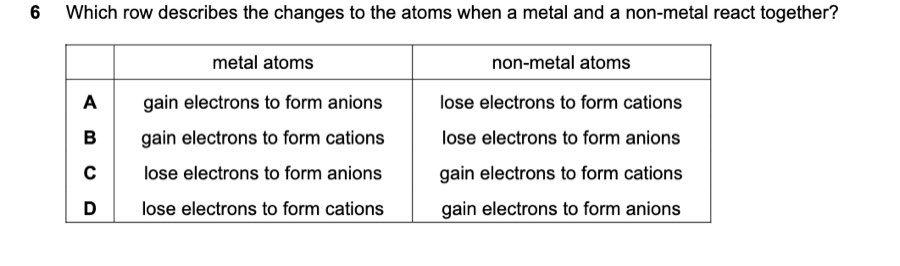 6 Which row describes the changes to the atoms when a metal and a non-metal react together?
metal atoms non-metal atoms
A gain electrons to form anions lose electrons to form cations
B gain electrons to form cations lose electrons to form anions
C lose electrons to form anions gain electrons to form cations
D lose electrons to form cations gain electrons to form anions